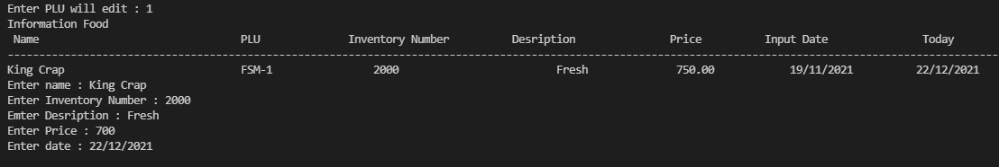 Enter PLU will edit : 1
Information Food
Name PLU Inventory Number Desription Price Input Date Today
--------------------------------------------------------------------------------------------------------------------------------------------------------------
King Crap FSM-1 2000 Fresh 750.00 19/11/2021 22/12/2021
Enter name : King Crap
Enter Inventory Number : 2000
Emter Desription : Fresh
Enter Price : 700
Enter date : 22/12/2021